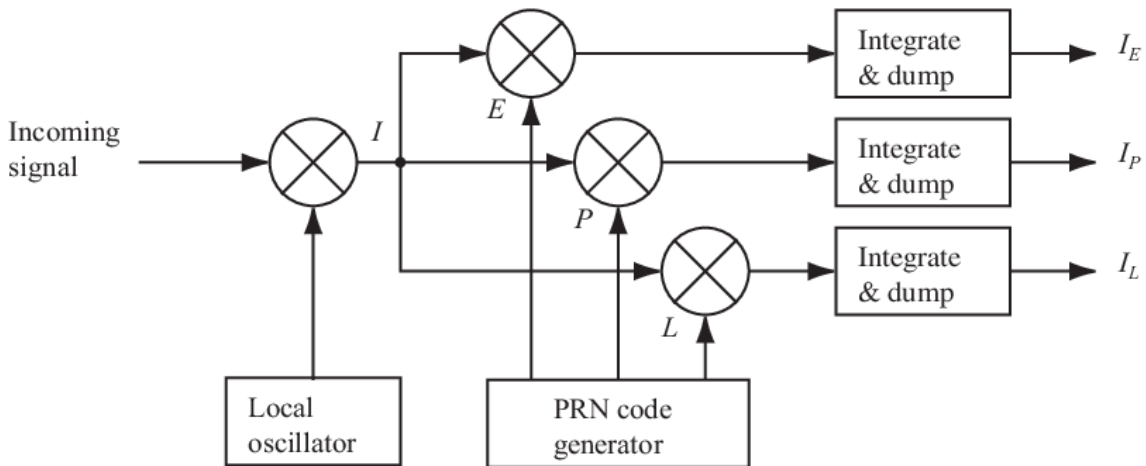 Integrate
& dump
I_E
E
Incoming
signal
I
Integrate
& dump
I_P
P
Integrate
& dump
I_L
L
Local
oscillator
PRN code
generator